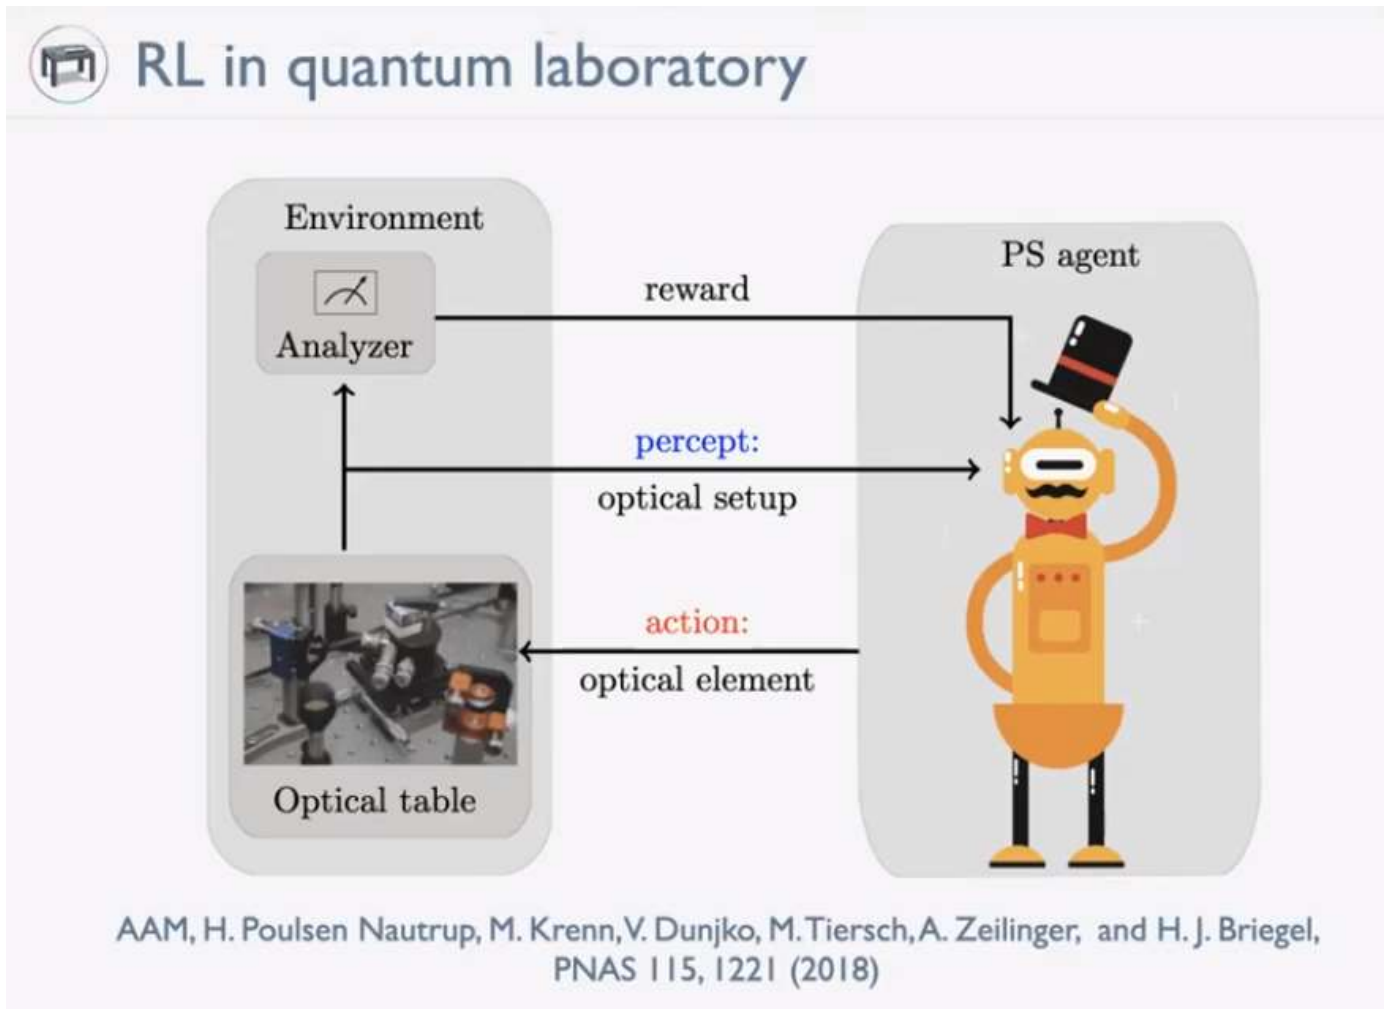 RL in quantum laboratory
Environment
Analyzer
reward
PS agent
percept:
optical setup
action:
optical element
Optical table
AAM, H. Poulsen Nautrup, M. Krenn, V. Dunjko, M. Tiersch, A. Zeilinger, and H. J. Briegel,
PNAS 115, 1221 (2018)